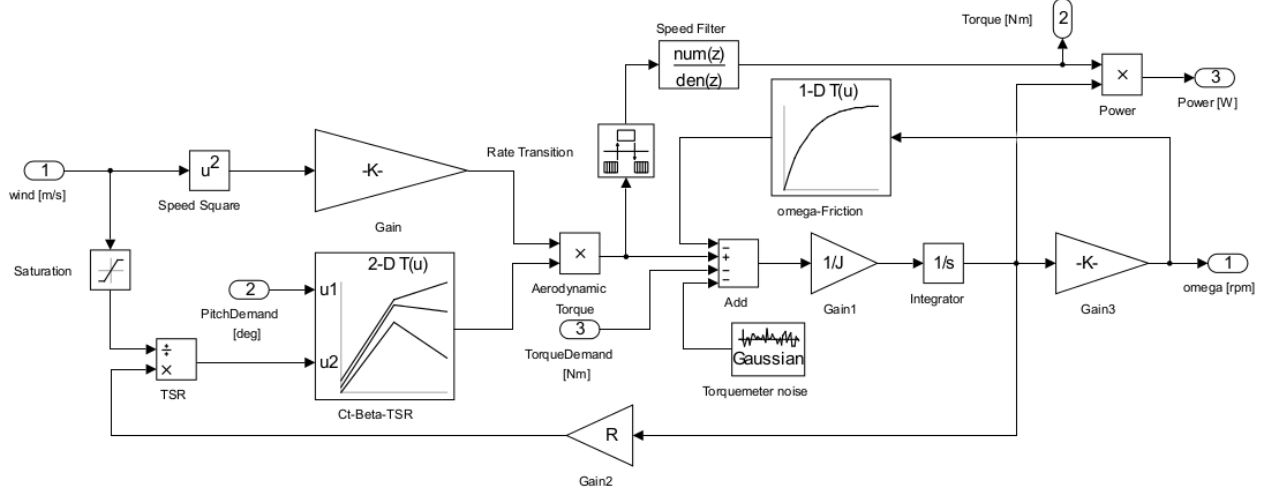 Torque [Nm]
2
Speed Filter
num(z)
den(z)
×
Power
3
Power [W]
1-D T(u)
omega-Friction
Rate Transition
1
wind [m/s]
u²
Speed Square
-K-
Gain
Saturation
2
PitchDemand
[deg]
2-D T(u)
u1
u2
Ct-Beta-TSR
×
Aerodynamic
Torque
3
TorqueDemand
[Nm]
−
+
−
−
Add
1/J
Gain1
1/s
Integrator
-K-
Gain3
1
omega [rpm]
÷
×
TSR
Gaussian
Torquemeter noise
R
Gain2